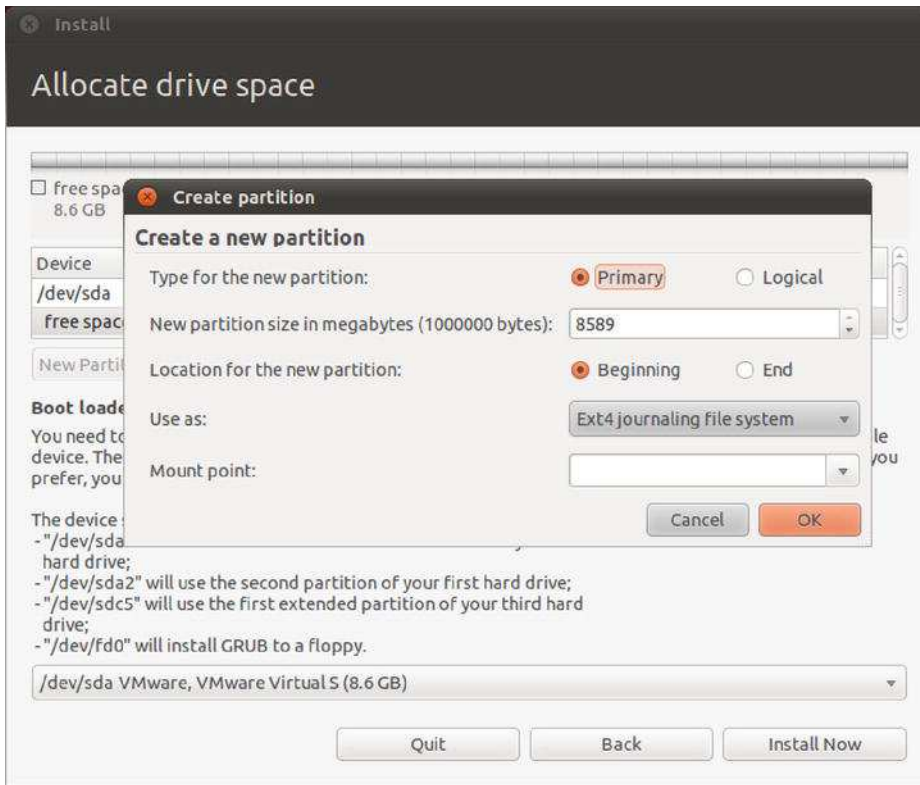 Install
Allocate drive space
free spa
8.6 GB
Create partition
Create a new partition
Type for the new partition: Primary Logical
New partition size in megabytes (1000000 bytes): 8589
Location for the new partition: Beginning End
Use as: Ext4 journaling file system
Mount point:
Cancel OK
Device
/dev/sda
free spac
New Partit
Boot loade
You need to le
device. The you
prefer, you
The device s
- "/dev/sda
hard drive;
- "/dev/sda2" will use the second partition of your first hard drive;
- "/dev/sdc5" will use the first extended partition of your third hard
drive;
- "/dev/fd0" will install GRUB to a floppy.
/dev/sda VMware, VMware Virtual S (8.6 GB)
Quit Back Install Now